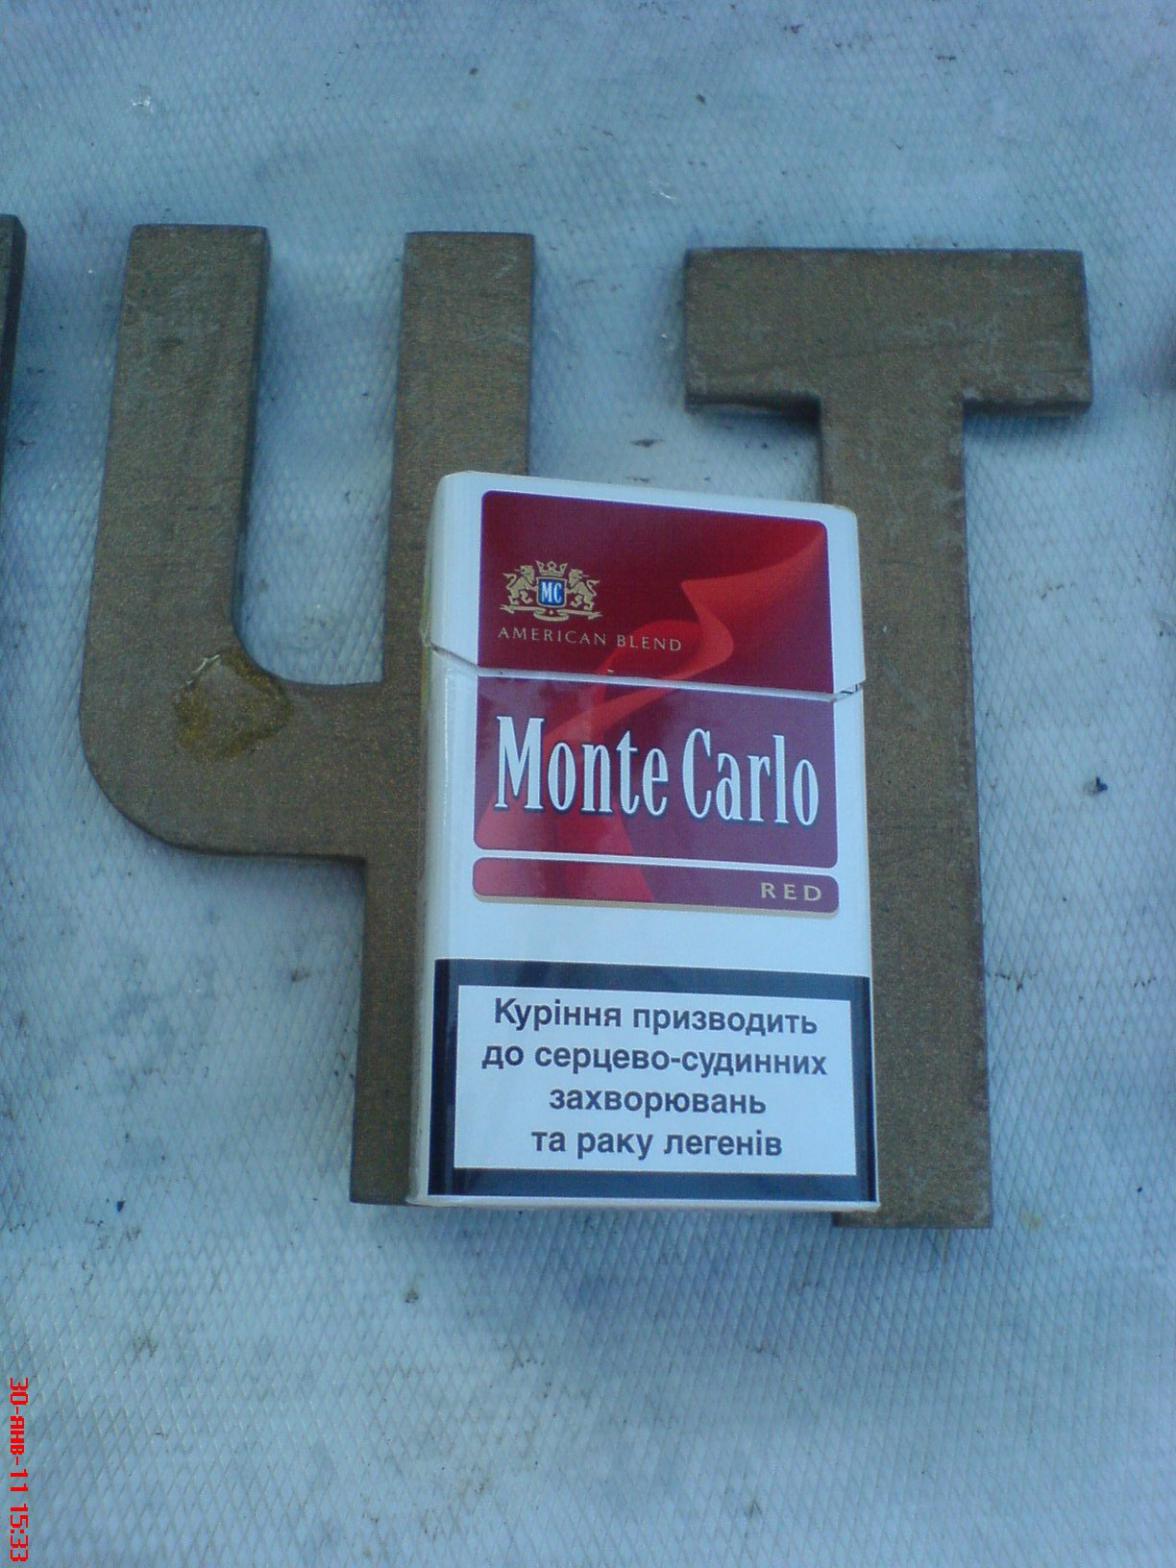 ЧТ
MC
AMERICAN BLEND
Monte Carlo
RED
Куріння призводить
до серцево-судинних
захворювань
та раку легенів
30-янв-11 15:33